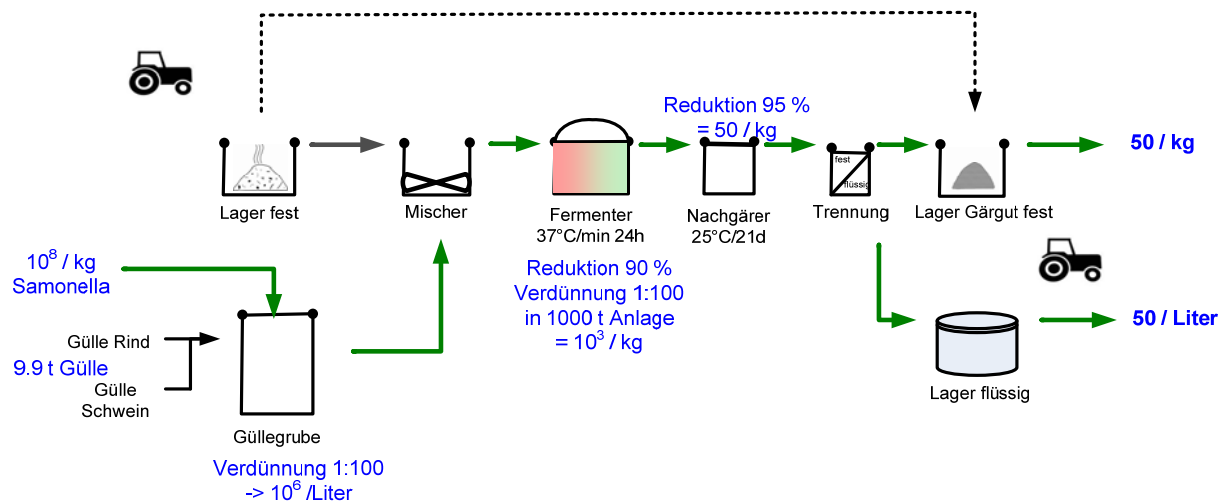 Reduktion 95 %
= 50 / kg
50 / kg
fest
flüssig
Lager fest
Mischer
Fermenter
37°C/min 24h
Nachgärer
25°C/21d
Trennung
Lager Gärgut fest
10⁸ / kg
Samonella
Reduktion 90 %
Verdünnung 1:100
in 1000 t Anlage
= 10³ / kg
50 / Liter
Gülle Rind
9.9 t Gülle
Gülle
Schwein
Lager flüssig
Güllegrube
Verdünnung 1:100
-> 10⁶ /Liter